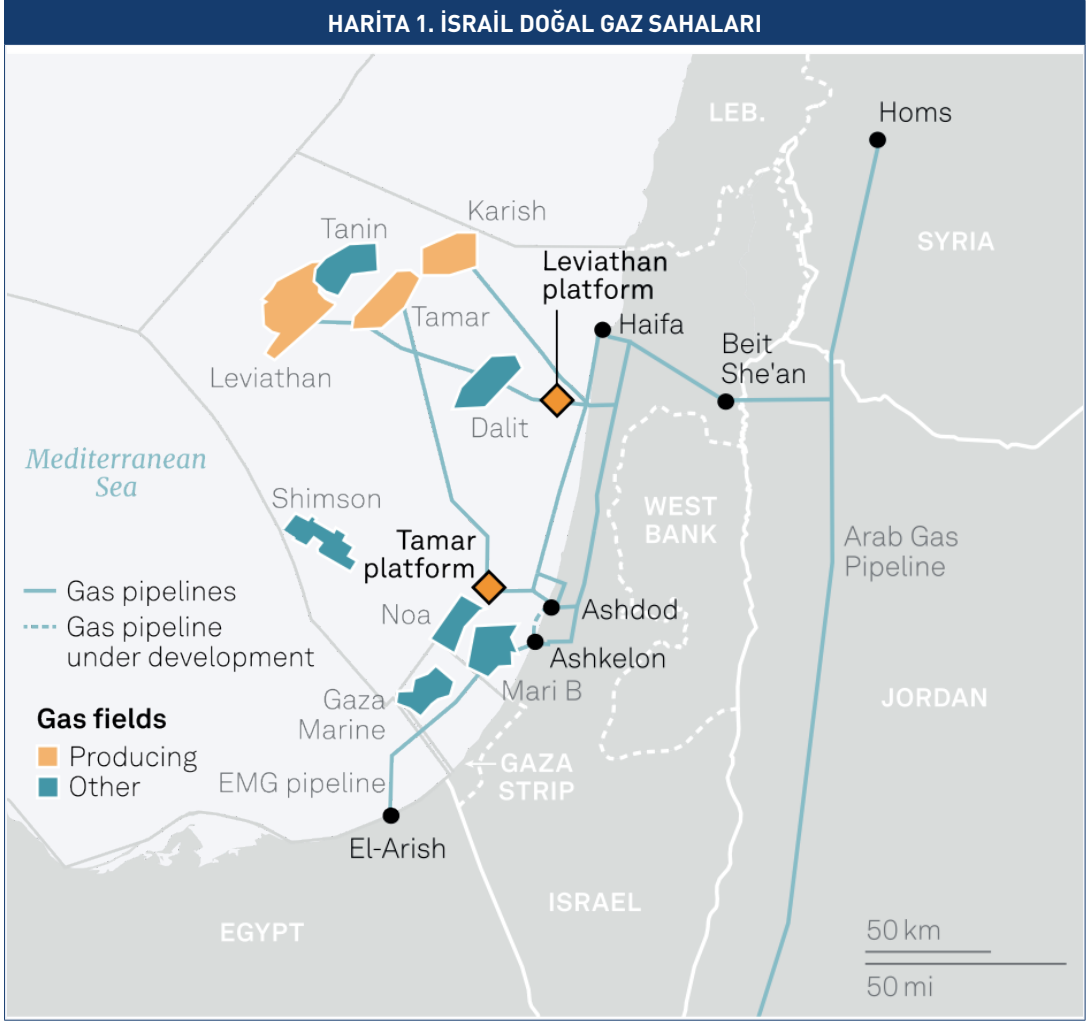 HARİTA 1. İSRAİL DOĞAL GAZ SAHALARI
LEB.
Homs
Karish
Tanin
SYRIA
Leviathan
platform
Tamar
Haifa
Beit
She'an
Leviathan
Dalit
Mediterranean
Sea
Shimson
WEST
BANK
Tamar
platform
Arab Gas
Pipeline
Gas pipelines
Gas pipeline
under development
Noa
Ashdod
Ashkelon
Mari B
Gaza
Marine
JORDAN
Gas fields
Producing
Other
EMG pipeline
GAZA
STRIP
El-Arish
ISRAEL
EGYPT
50 km
50 mi